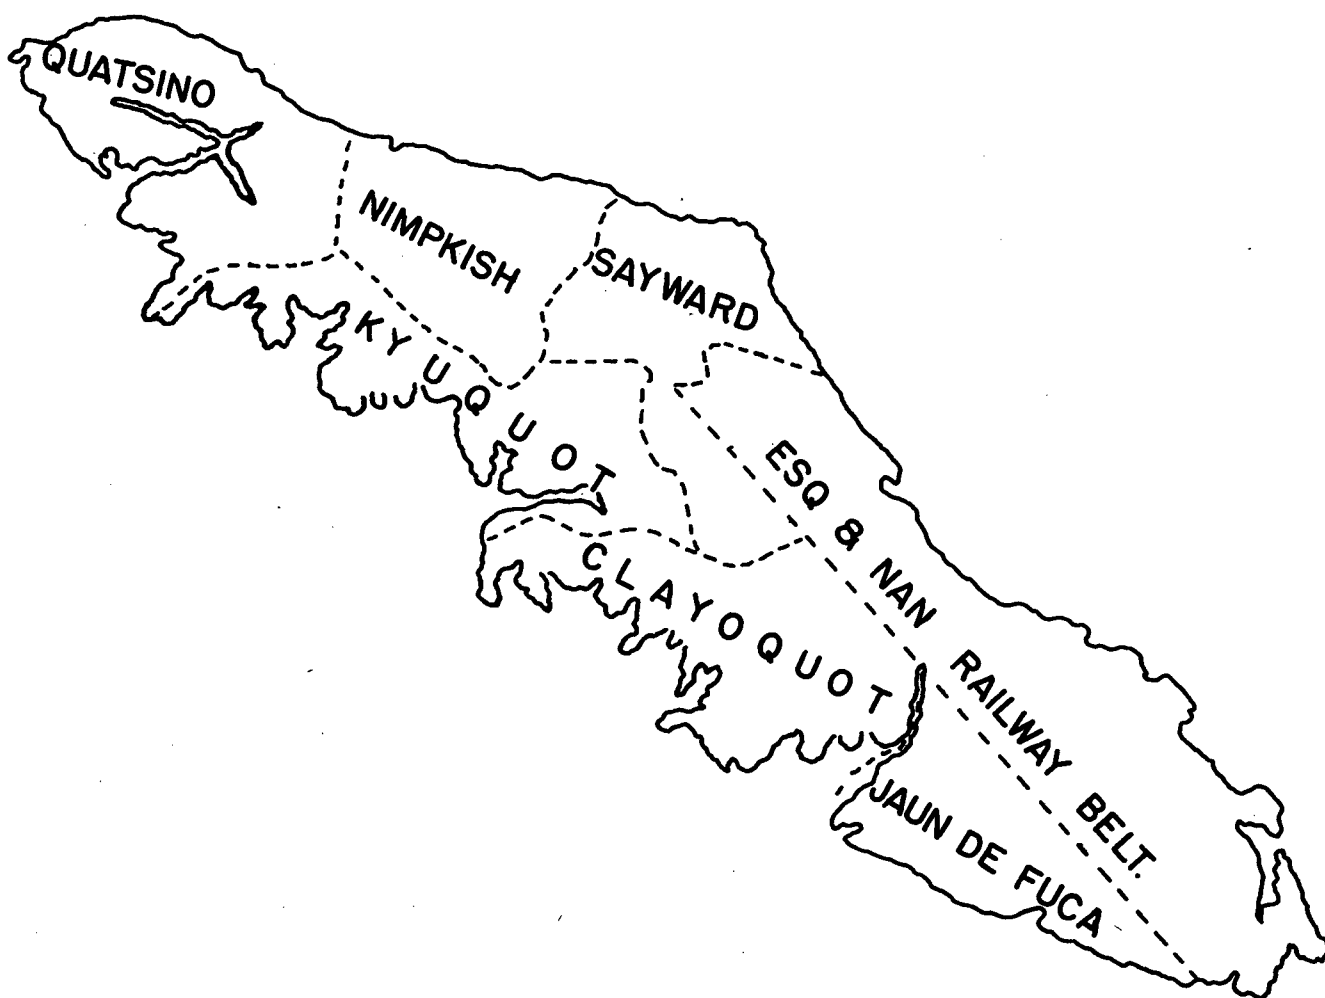 QUATSINO
NIMPKISH
SAYWARD
KYUQUOT
ESQ & NAN RAILWAY BELT.
CLAYOQUOT
JAUN DE FUCA